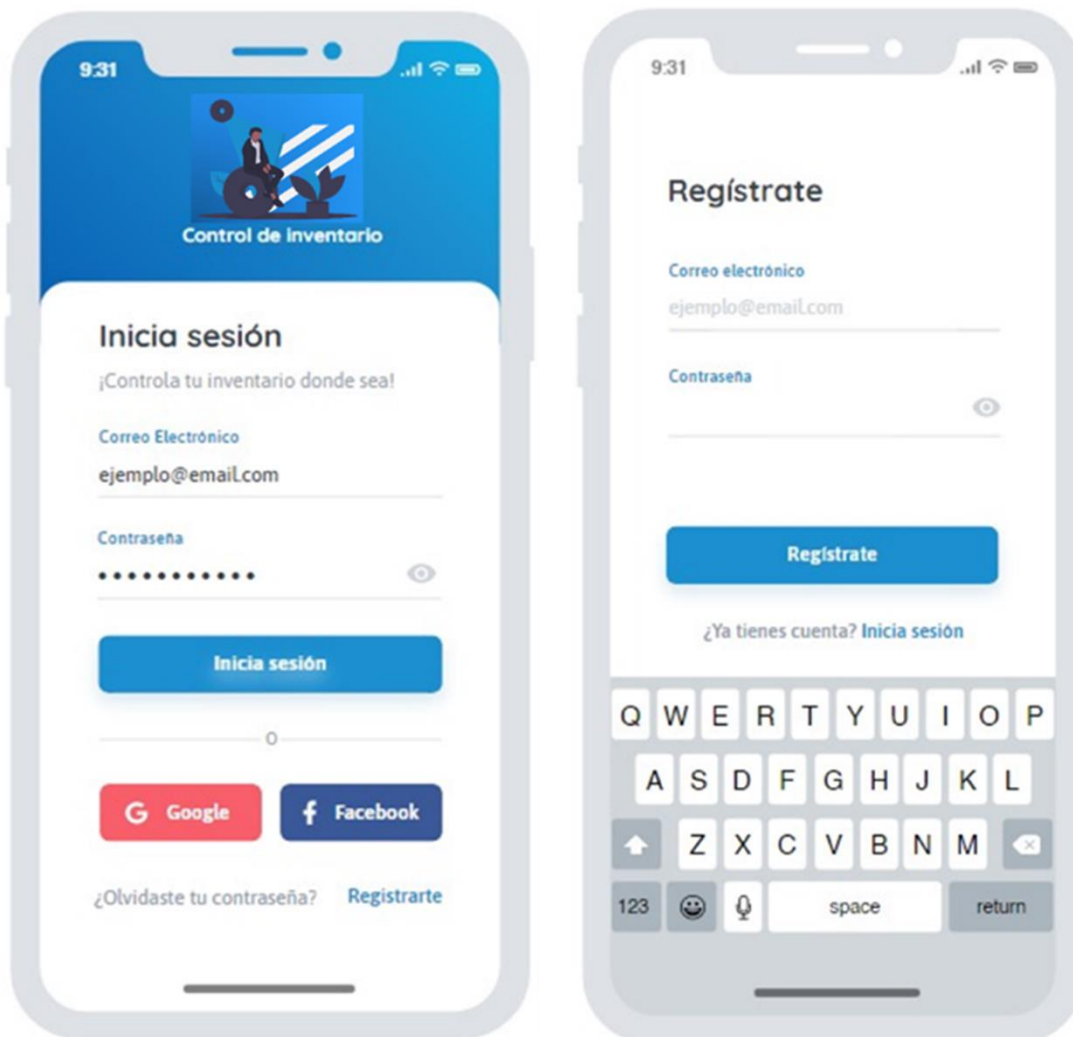 9:31
Control de inventario
Inicia sesión
¡Controla tu inventario donde sea!
Correo Electrónico
ejemplo@email.com
Contraseña
Inicia sesión
O
G Google
f Facebook
¿Olvidaste tu contraseña? Registrarte
9:31
Regístrate
Correo electrónico
ejemplo@email.com
Contraseña
Regístrate
¿Ya tienes cuenta? Inicia sesión
Q W E R T Y U I O P
A S D F G H J K L
Z X C V B N M
123 space return